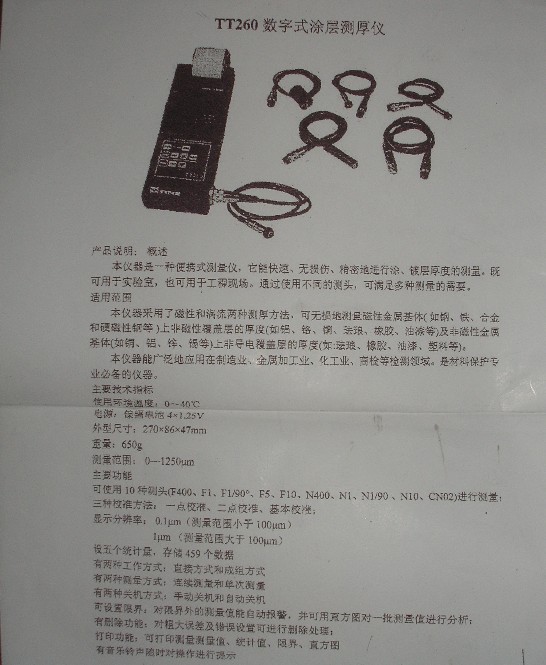 TT260 数字式涂层测厚仪
产品说明：概述
本仪器是一种便携式测量仪，它能快速、无损伤、精密地进行涂、镀层厚度的测量。既
可用于实验室，也可用于工程现场。通过使用不同的测头，可满足多种测量的需要。
适用范围
本仪器采用了磁性和涡流两种测厚方法，可无损地测量磁性金属基体(如钢、铁、合金
和硬磁性钢等)上非磁性覆盖层的厚度(如铝、铬、铜、珐琅、橡胶、油漆等)及非磁性金属
基体(如铜、铝、锌、锡等)上非导电覆盖层的厚度(如:珐琅、橡胶、油漆、塑料等)。
本仪器能广泛地应用在制造业、金属加工业、化工业、商检等检测领域。是材料保护专
业必备的仪器。
主要技术指标
使用环境温度：0---40℃
电源：镍镉电池 4×1.25V
外型尺寸：270×86×47mm
重量：650g
测量范围：0---1250μm
主要功能
可使用 10 种测头(F400、F1、F1/90°、F5、F10、N400、N1、N1/90 、N10、CN02)进行测量；
三种校准方法：一点校准、二点校准、基本校准；
显示分辨率：0.1μm（测量范围小于 100μm）
1μm （测量范围大于 100μm）
设五个统计量，存储 459 个数据
有两种工作方式：直接方式和成组方式
有两种测量方式：连续测量和单次测量
有两种关机方式：手动关机和自动关机
可设置限界：对限界外的测量值能自动报警，并可用直方图对一批测量值进行分析；
有删除功能：对粗大误差及错误设置可进行删除处理；
打印功能：可打印测量测量值、统计值、限界、直方图
有音乐铃声随时对操作进行提示